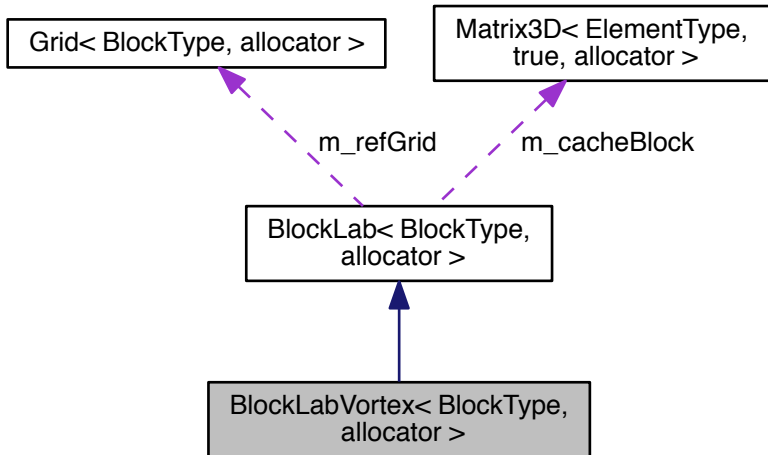 Grid< BlockType, allocator >
Matrix3D< ElementType,
true, allocator >
m_refGrid
m_cacheBlock
BlockLab< BlockType,
allocator >
BlockLabVortex< BlockType,
allocator >